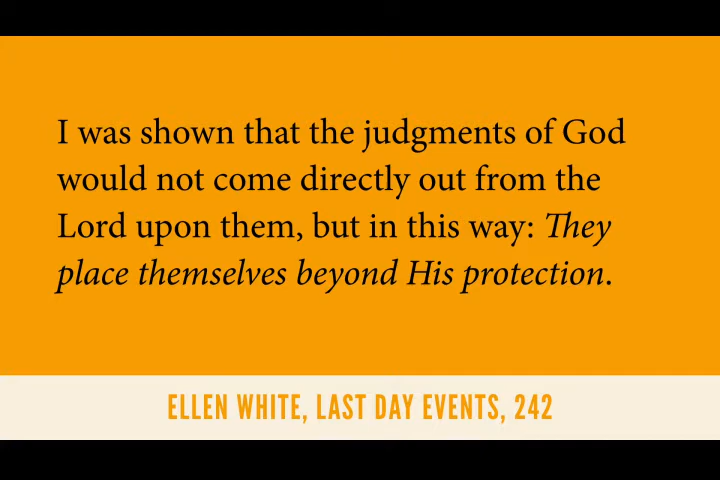 I was shown that the judgments of God
would not come directly out from the
Lord upon them, but in this way: They
place themselves beyond His protection.
ELLEN WHITE, LAST DAY EVENTS, 242